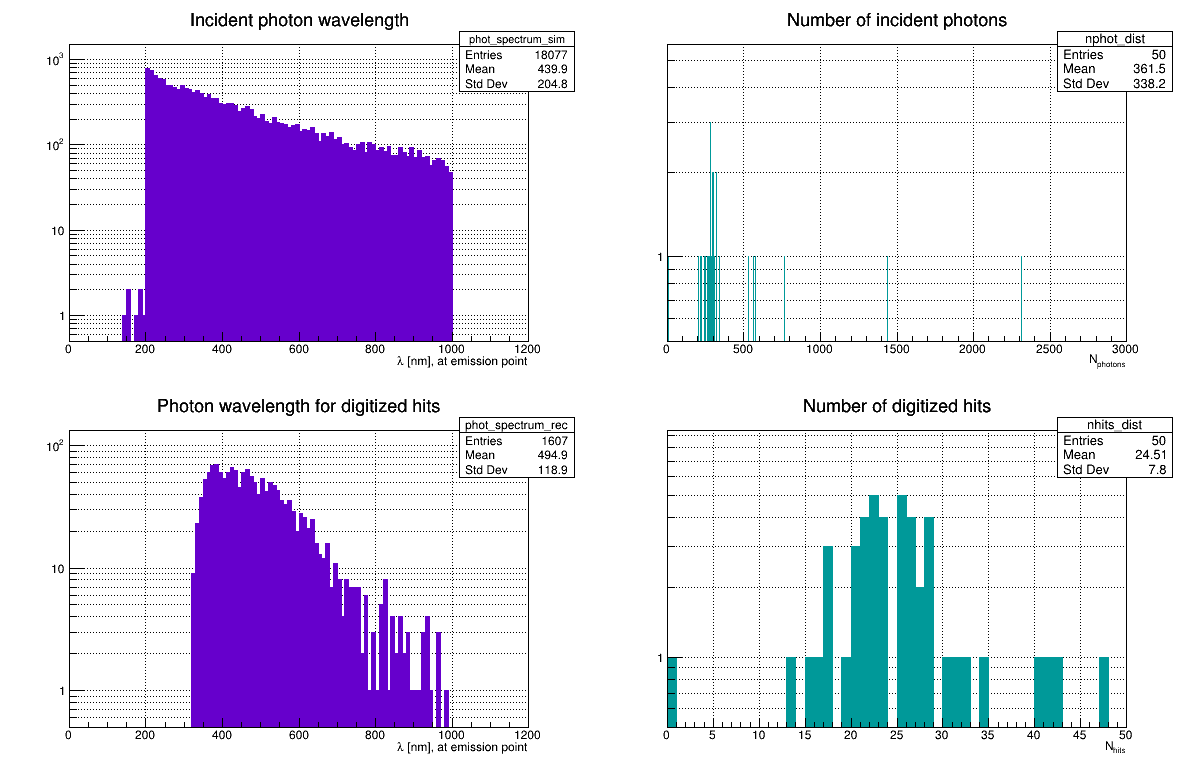 Incident photon wavelength
phot_spectrum_sim
Entries 18077
Mean 439.9
Std Dev 204.8
10³
10²
10
1
0 200 400 600 800 1000 1200
λ [nm], at emission point
Number of incident photons
nphot_dist
Entries 50
Mean 361.5
Std Dev 338.2
1
0 500 1000 1500 2000 2500 3000
N_photons
Photon wavelength for digitized hits
phot_spectrum_rec
Entries 1607
Mean 494.9
Std Dev 118.9
10²
10
1
0 200 400 600 800 1000 1200
λ [nm], at emission point
Number of digitized hits
nhits_dist
Entries 50
Mean 24.51
Std Dev 7.8
1
0 5 10 15 20 25 30 35 40 45 50
N_hits